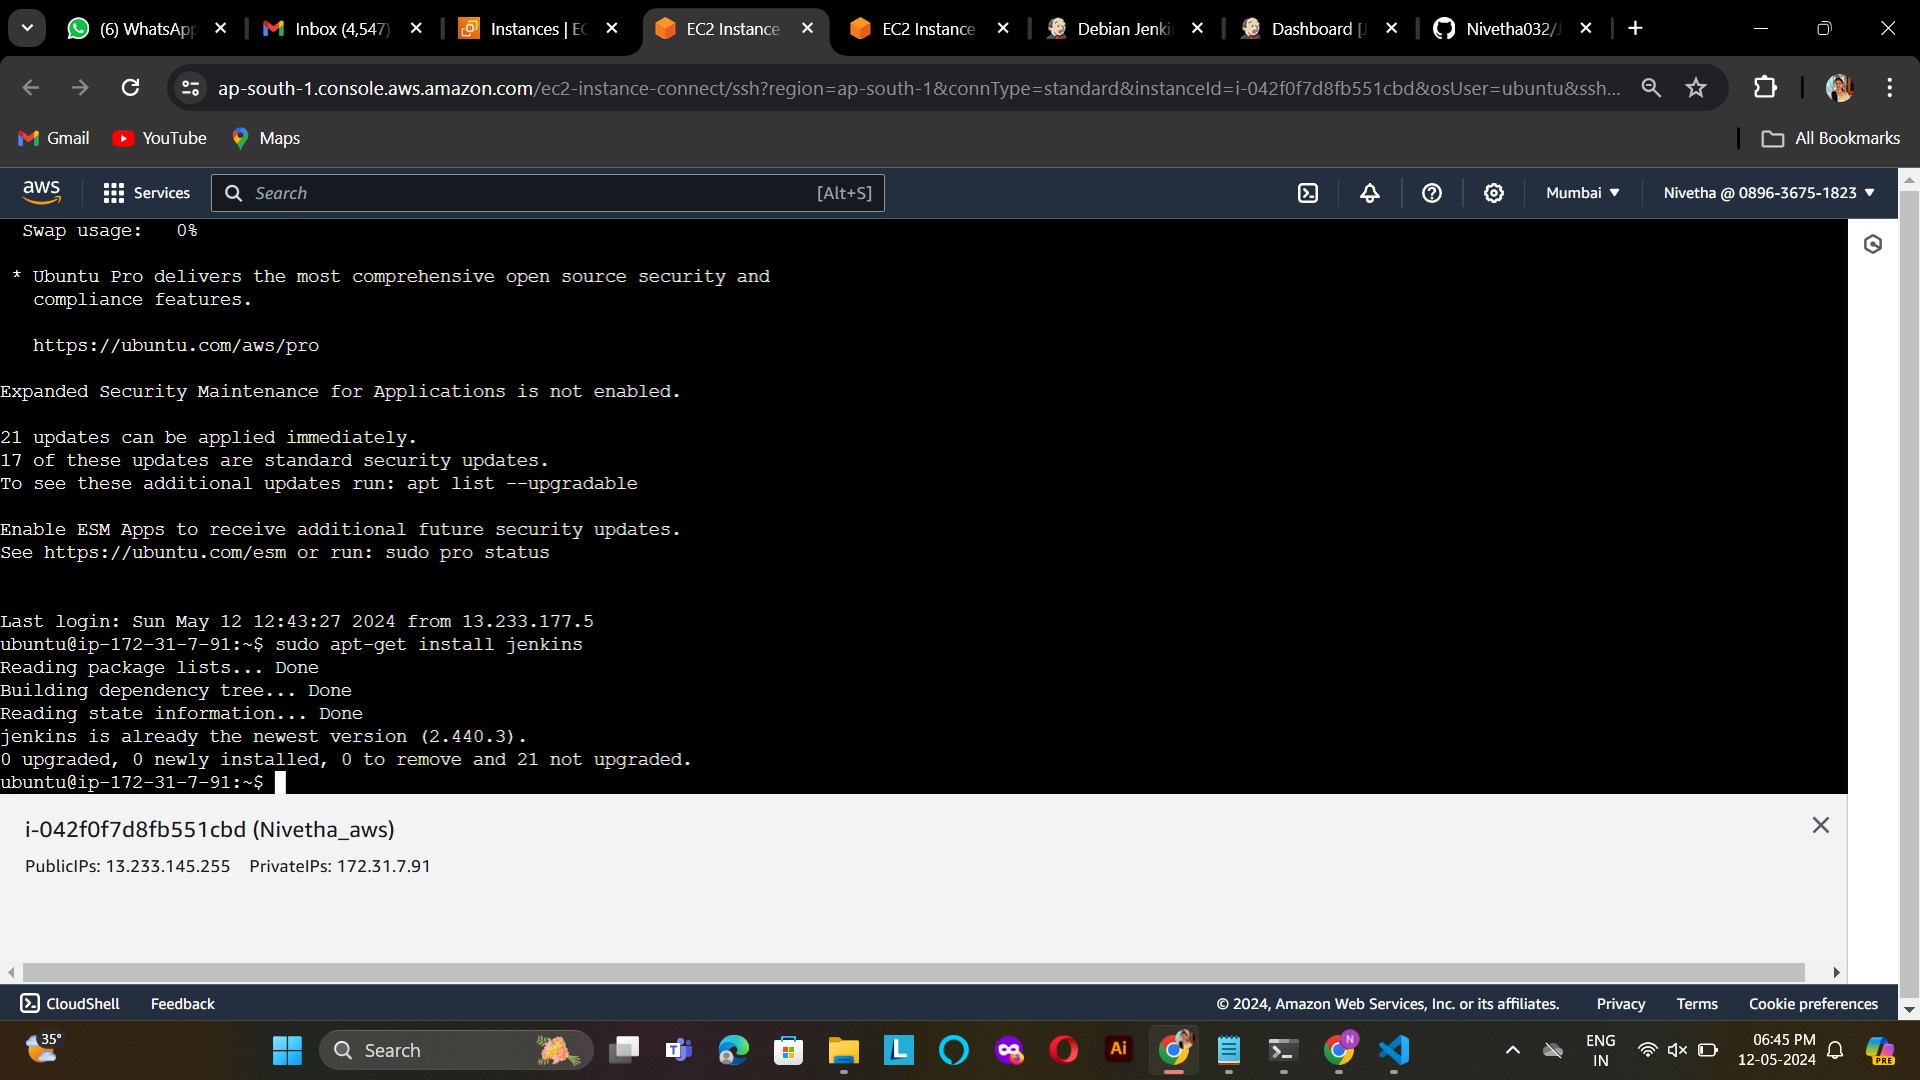 (6) WhatsApp
Inbox (4,547)
Instances | EC
EC2 Instance
EC2 Instance
Debian Jenki
Dashboard [J
Nivetha032/J
ap-south-1.console.aws.amazon.com/ec2-instance-connect/ssh?region=ap-south-1&connType=standard&instanceId=i-042f0f7d8fb551cbd&osUser=ubuntu&ssh...
Gmail
YouTube
Maps
All Bookmarks
aws
Services
Search
[Alt+S]
Mumbai
Nivetha @ 0896-3675-1823
Swap usage:   0%
* Ubuntu Pro delivers the most comprehensive open source security and
compliance features.
https://ubuntu.com/aws/pro
Expanded Security Maintenance for Applications is not enabled.
21 updates can be applied immediately.
17 of these updates are standard security updates.
To see these additional updates run: apt list --upgradable
Enable ESM Apps to receive additional future security updates.
See https://ubuntu.com/esm or run: sudo pro status
Last login: Sun May 12 12:43:27 2024 from 13.233.177.5
ubuntu@ip-172-31-7-91:~$ sudo apt-get install jenkins
Reading package lists... Done
Building dependency tree... Done
Reading state information... Done
jenkins is already the newest version (2.440.3).
0 upgraded, 0 newly installed, 0 to remove and 21 not upgraded.
ubuntu@ip-172-31-7-91:~$
i-042f0f7d8fb551cbd (Nivetha_aws)
PublicIPs: 13.233.145.255   PrivateIPs: 172.31.7.91
CloudShell
Feedback
© 2024, Amazon Web Services, Inc. or its affiliates.
Privacy
Terms
Cookie preferences
35°
Search
L
Ai
N
ENG
IN
06:45 PM
12-05-2024
PRE